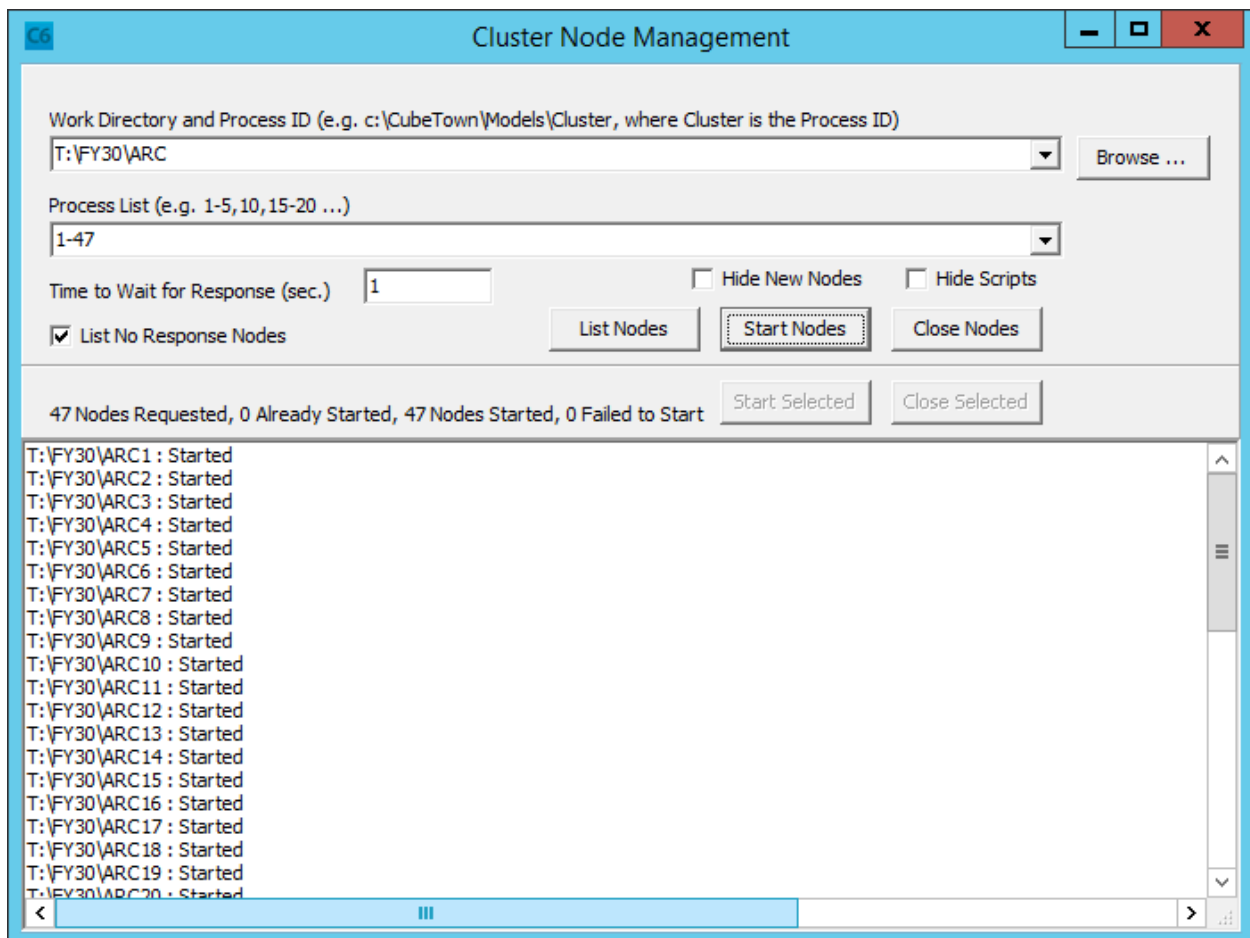 C6 Cluster Node Management X
Work Directory and Process ID (e.g. c:\CubeTown\Models\Cluster, where Cluster is the Process ID)
T:\FY30\ARC Browse ...
Process List (e.g. 1-5,10,15-20 ...)
1-47
Time to Wait for Response (sec.) 1 Hide New Nodes Hide Scripts
List No Response Nodes List Nodes Start Nodes Close Nodes
47 Nodes Requested, 0 Already Started, 47 Nodes Started, 0 Failed to Start Start Selected Close Selected
T:\FY30\ARC1 : Started
T:\FY30\ARC2 : Started
T:\FY30\ARC3 : Started
T:\FY30\ARC4 : Started
T:\FY30\ARC5 : Started
T:\FY30\ARC6 : Started
T:\FY30\ARC7 : Started
T:\FY30\ARC8 : Started
T:\FY30\ARC9 : Started
T:\FY30\ARC10 : Started
T:\FY30\ARC11 : Started
T:\FY30\ARC12 : Started
T:\FY30\ARC13 : Started
T:\FY30\ARC14 : Started
T:\FY30\ARC15 : Started
T:\FY30\ARC16 : Started
T:\FY30\ARC17 : Started
T:\FY30\ARC18 : Started
T:\FY30\ARC19 : Started
T:\FY30\ARC20 : Started